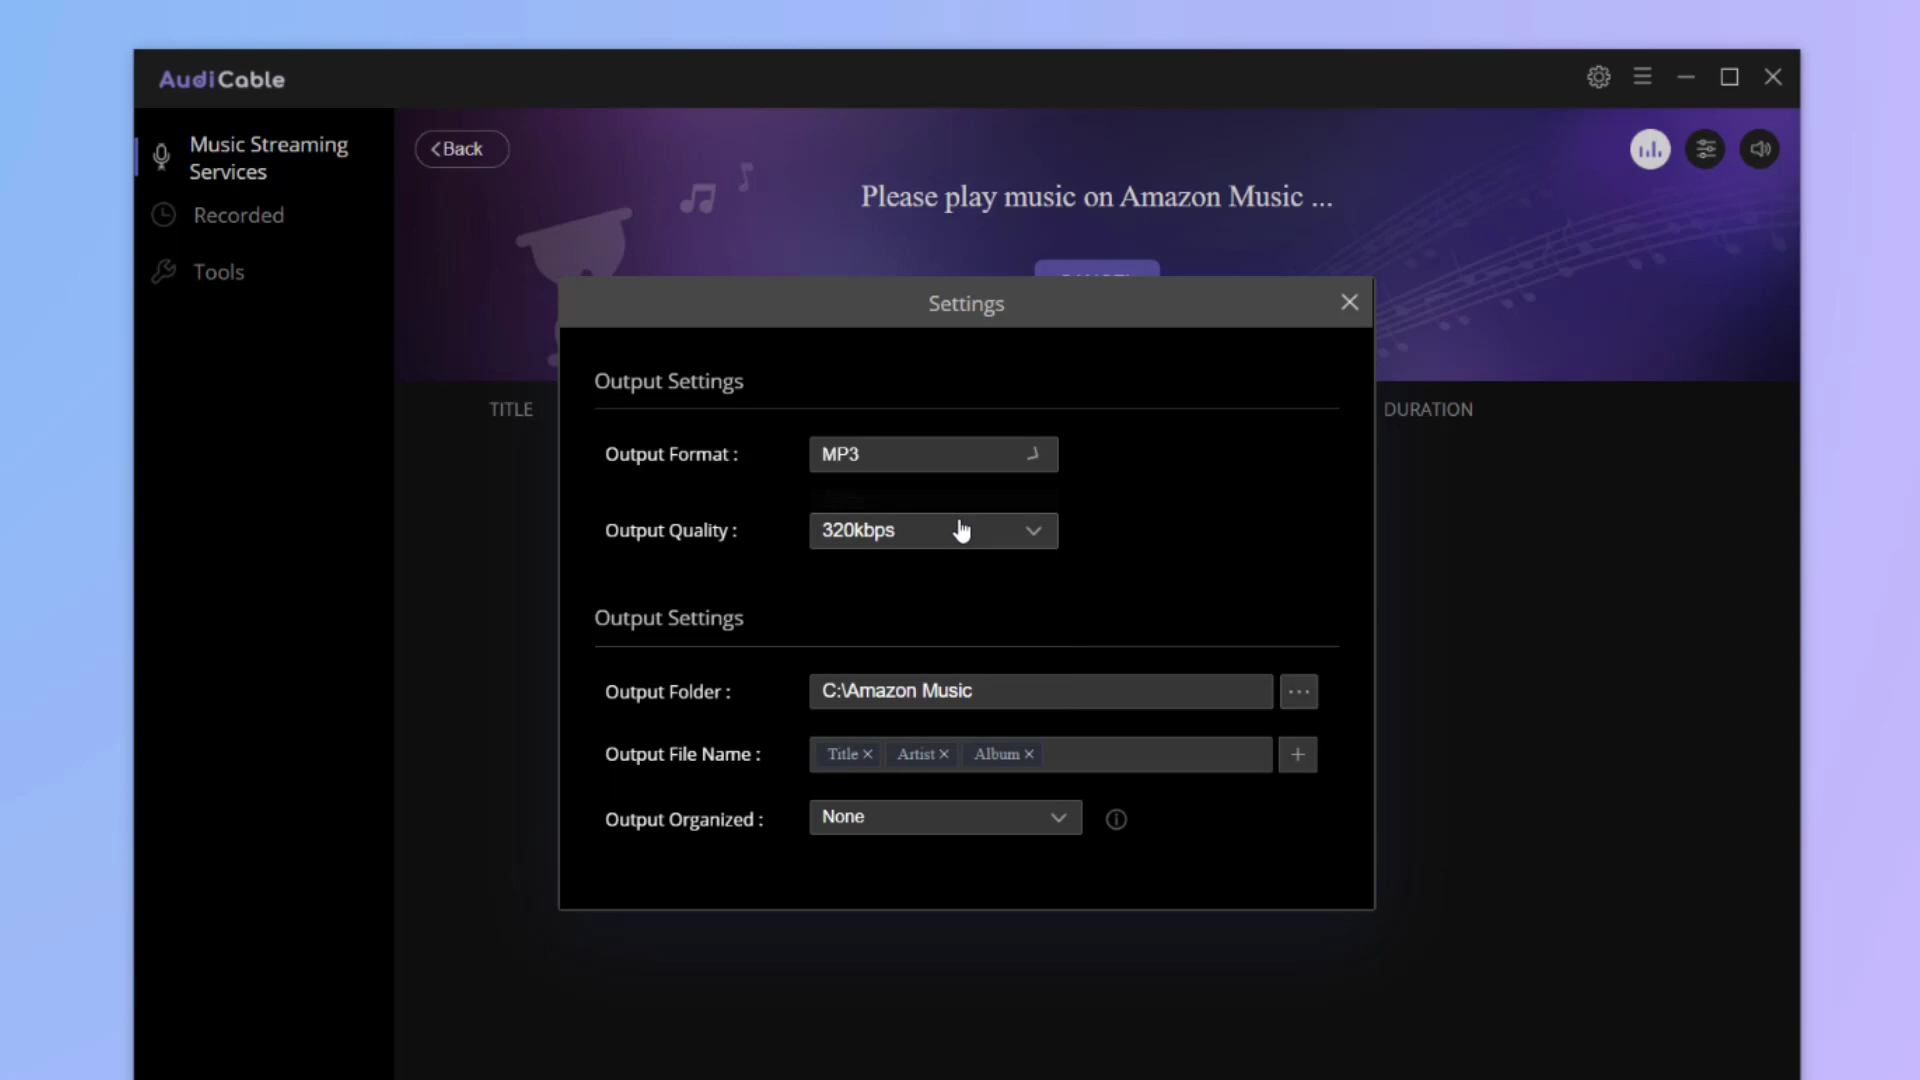 AudiCable
Music Streaming
Services
Recorded
Tools
Back
Please play music on Amazon Music ...
Settings
TITLE
DURATION
Output Settings
Output Format :
MP3
Output Quality :
320kbps
Output Settings
Output Folder :
C:\Amazon Music
...
Output File Name :
Title × Artist × Album ×
+
Output Organized :
None